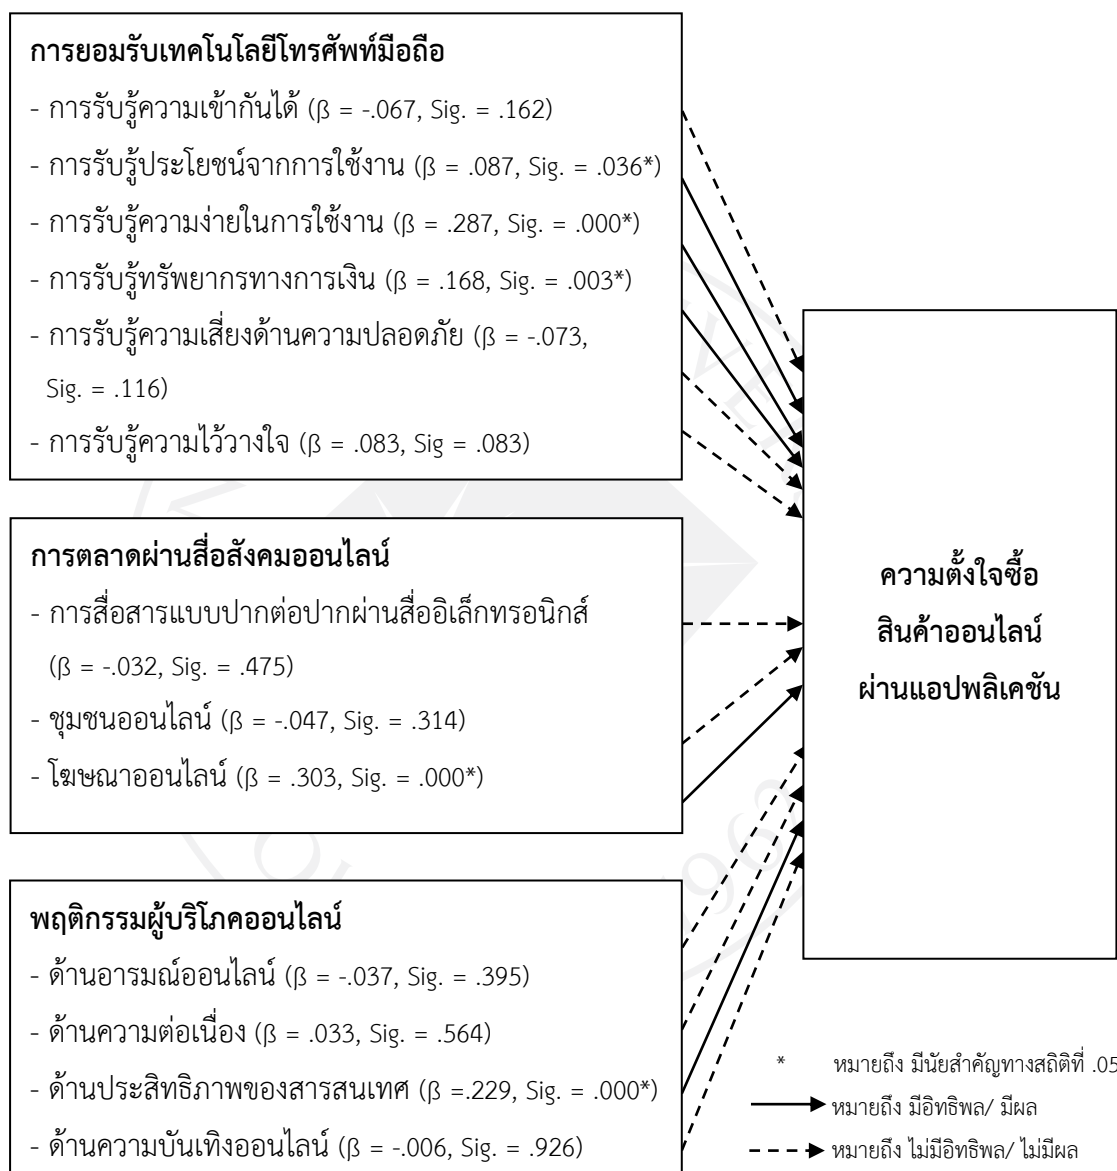 การยอมรับเทคโนโลยีโทรศัพท์มือถือ
- การรับรู้ความเข้ากันได้ (β = -.067, Sig. = .162)
- การรับรู้ประโยชน์จากการใช้งาน (β = .087, Sig. = .036*)
- การรับรู้ความง่ายในการใช้งาน (β = .287, Sig. = .000*)
- การรับรู้ทรัพยากรทางการเงิน (β = .168, Sig. = .003*)
- การรับรู้ความเสี่ยงด้านความปลอดภัย (β = -.073,
Sig. = .116)
- การรับรู้ความไว้วางใจ (β = .083, Sig = .083)
การตลาดผ่านสื่อสังคมออนไลน์
- การสื่อสารแบบปากต่อปากผ่านสื่ออิเล็กทรอนิกส์
(β = -.032, Sig. = .475)
- ชุมชนออนไลน์ (β = -.047, Sig. = .314)
- โฆษณาออนไลน์ (β = .303, Sig. = .000*)
พฤติกรรมผู้บริโภคออนไลน์
- ด้านอารมณ์ออนไลน์ (β = -.037, Sig. = .395)
- ด้านความต่อเนื่อง (β = .033, Sig. = .564)
- ด้านประสิทธิภาพของสารสนเทศ (β =.229, Sig. = .000*)
- ด้านความบันเทิงออนไลน์ (β = -.006, Sig. = .926)
ความตั้งใจซื้อ
สินค้าออนไลน์
ผ่านแอปพลิเคชัน
* หมายถึง มีนัยสำคัญทางสถิติที่ .05
หมายถึง มีอิทธิพล/ มีผล
หมายถึง ไม่มีอิทธิพล/ ไม่มีผล